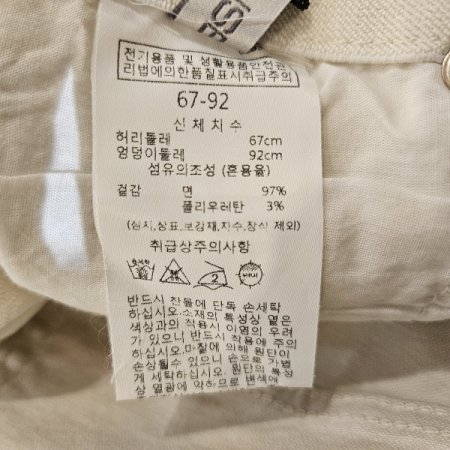 전기용품 및 생활용품안전관
리법에의한품질표시취급주의
67-92
신체치수
허리둘레 67cm
엉덩이둘레 92cm
섬유의조성 (혼용율)
겉감 면 97%
폴리우레탄 3%
(심지,상표,보강재,자수,장식 제외)
취급상주의사항
반드시 찬물에 단독 손세탁
하십시오.소재의 특성상 옅은
색상과의 착용시 이염의 우려
가 있으니 반드시 착용에 주의
하십시오.마찰에 의해 원단이
손상될 수 있으니 손으로 가볍
게 세탁하십시오. 원단의 특성
상 열광에 약하므로 변색에